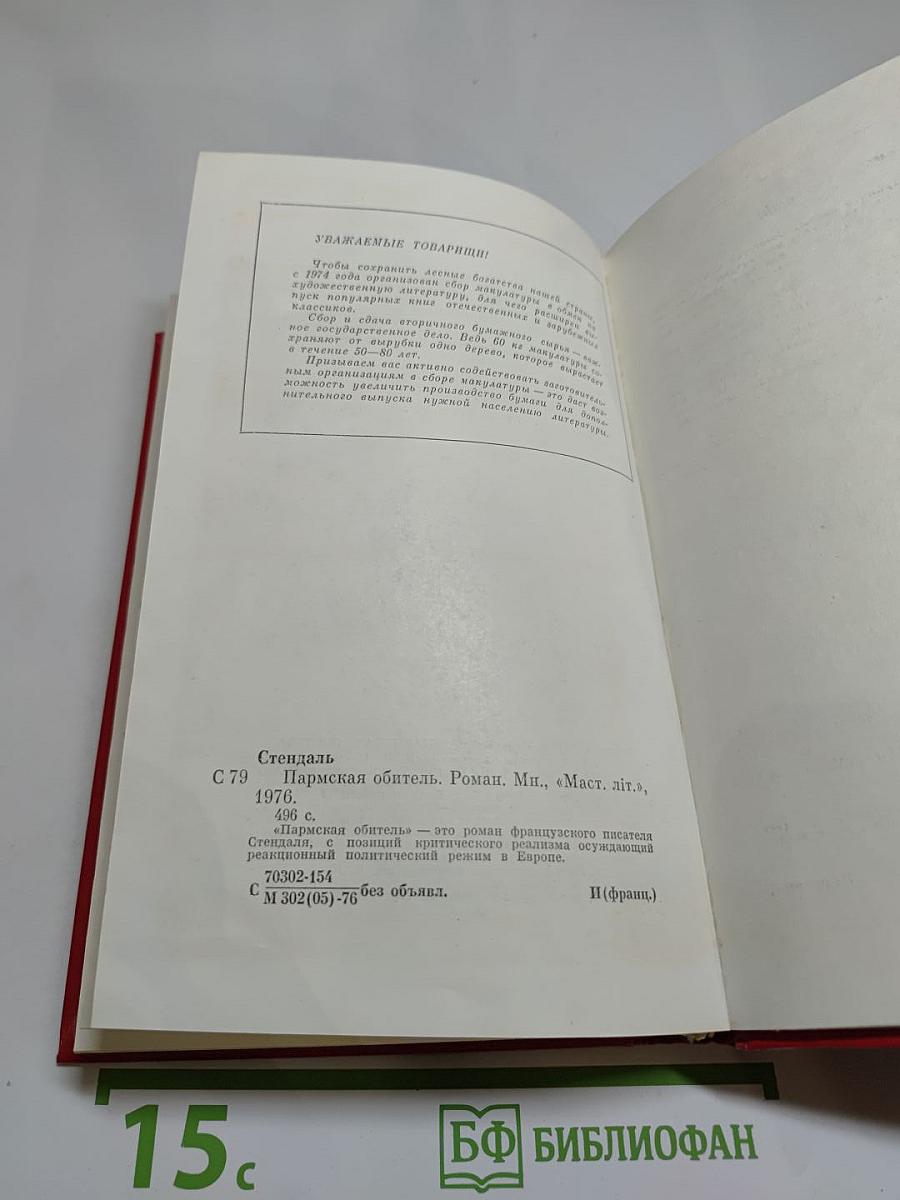 УВАЖАЕМЫЕ ТОВАРИЩИ!
Чтобы сохранить лесные богатства нашей страны,
с 1974 года организован сбор макулатуры в обмен на
художественную литературу, для чего расширен вы-
пуск популярных книг отечественных и зарубежных
классиков.
Сбор и сдача вторичного бумажного сырья — важ-
ное государственное дело. Ведь 60 кг макулатуры со-
храняют от вырубки одно дерево, которое вырастает
в течение 50—80 лет.
Призываем вас активно содействовать заготовитель-
ным организациям в сборе макулатуры — это даст воз-
можность увеличить производство бумаги для допол-
нительного выпуска нужной населению литературы.
Стендаль
С 79 Пармская обитель. Роман. Мн., «Маст. літ.»,
1976.
496 с.
«Пармская обитель» — это роман французского писателя
Стендаля, с позиций критического реализма осуждающий
реакционный политический режим в Европе.
С 70302-154
М 302(05)-76 без объявл. И (франц.)
15 с
БФ БИБЛИОФАН